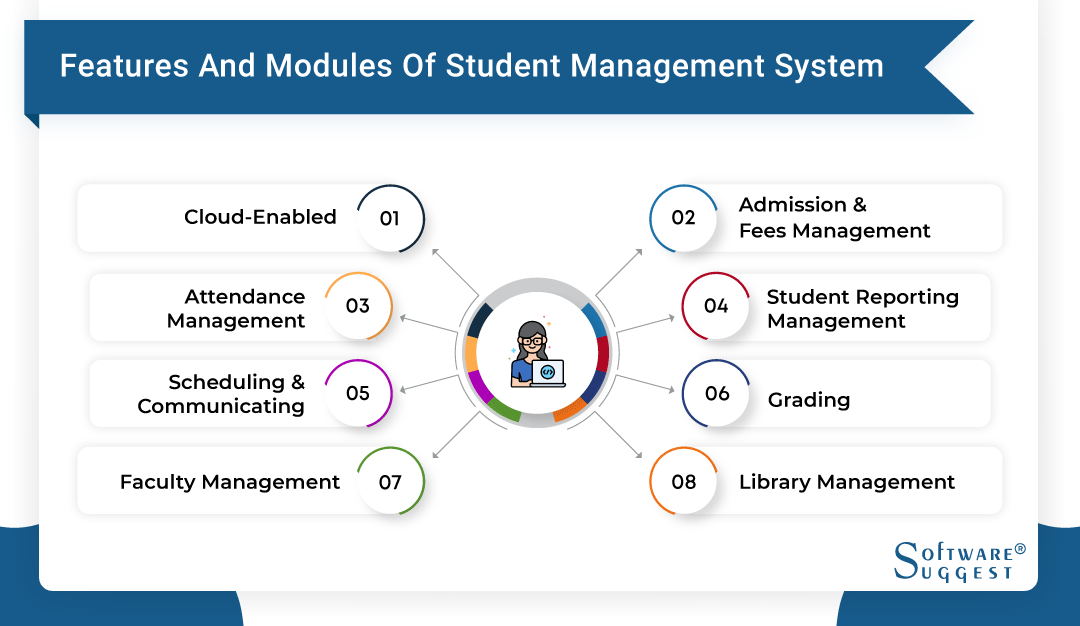 Features And Modules Of Student Management System
Cloud-Enabled
01
02
Admission &
Fees Management
Attendance
Management
03
04
Student Reporting
Management
Scheduling &
Communicating
05
06
Grading
Faculty Management
07
08
Library Management
SOFTWARE®
SUGGEST